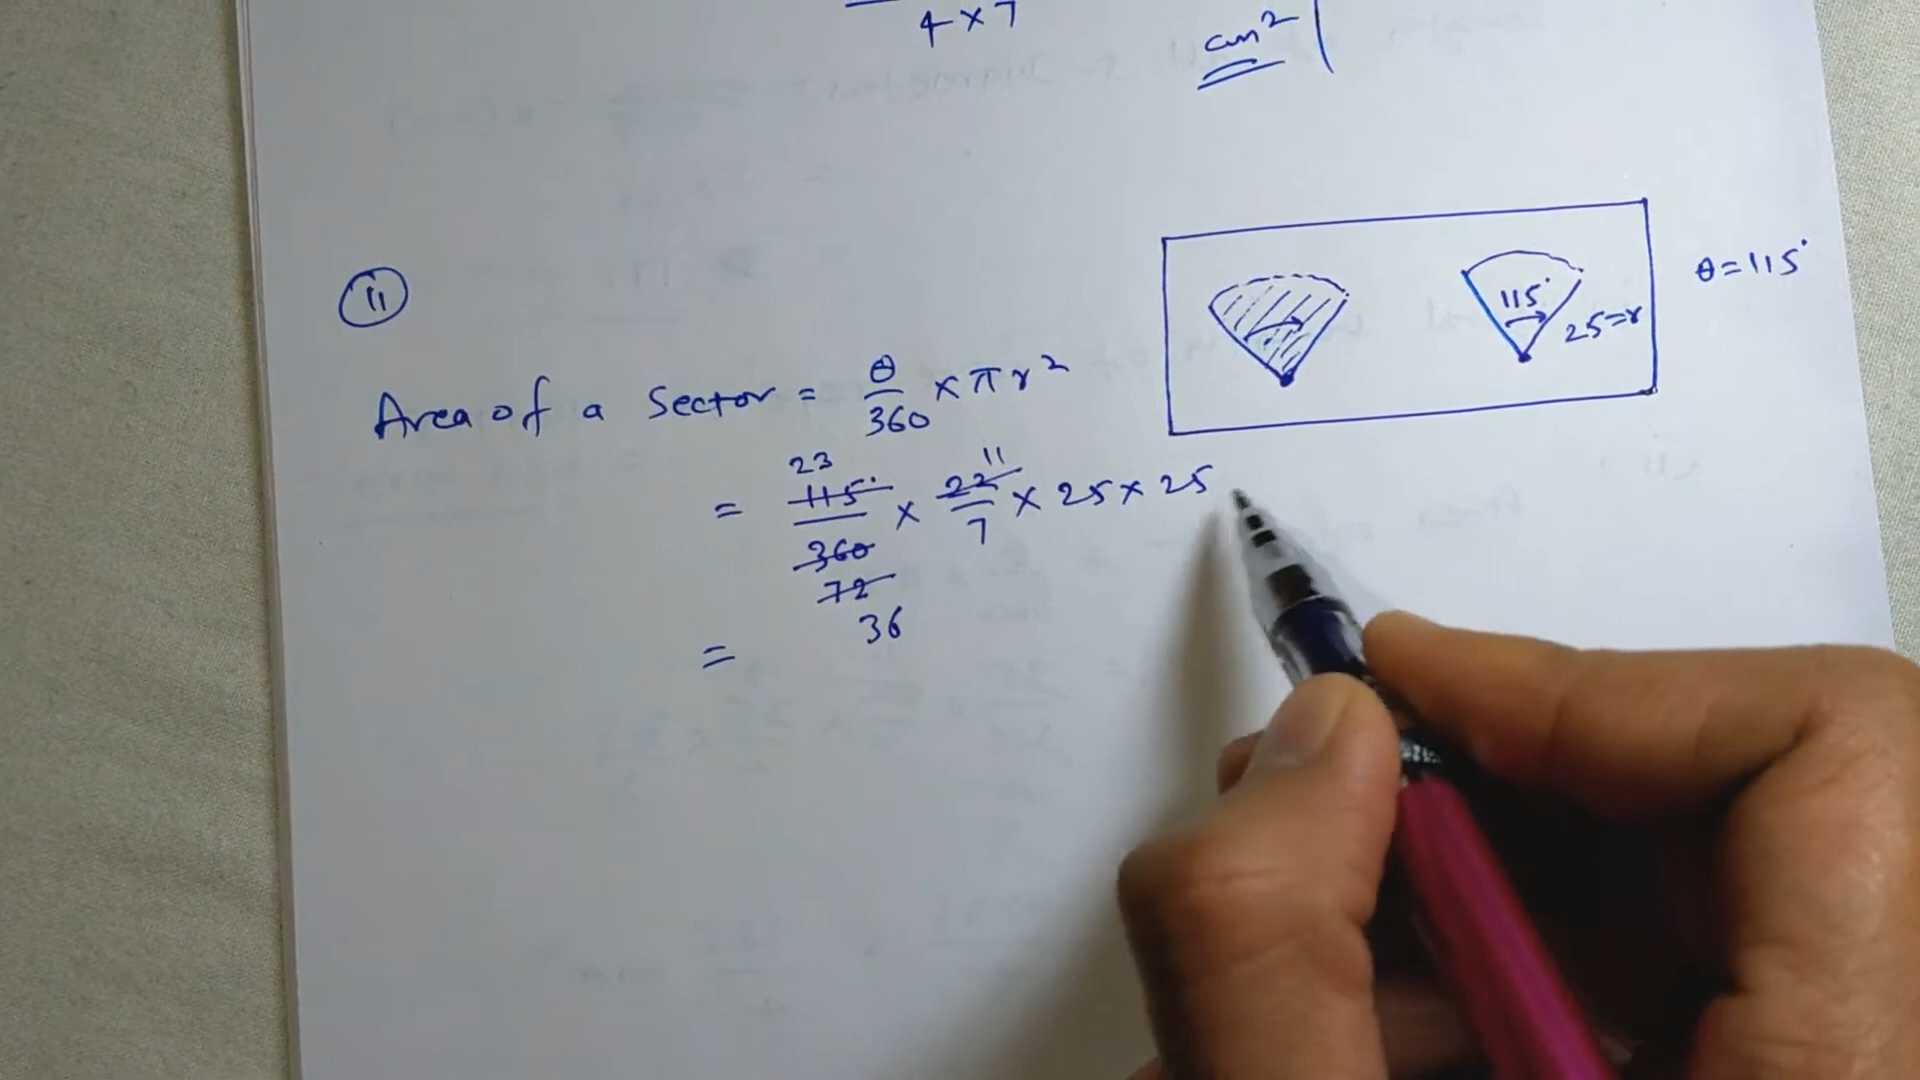 4 × 7
cm²
11
θ = 115°
115°
25 = r
Area of a Sector = θ/360 × πr²
23 11
= 115°/360 × 22/7 × 25 × 25
72
36
=